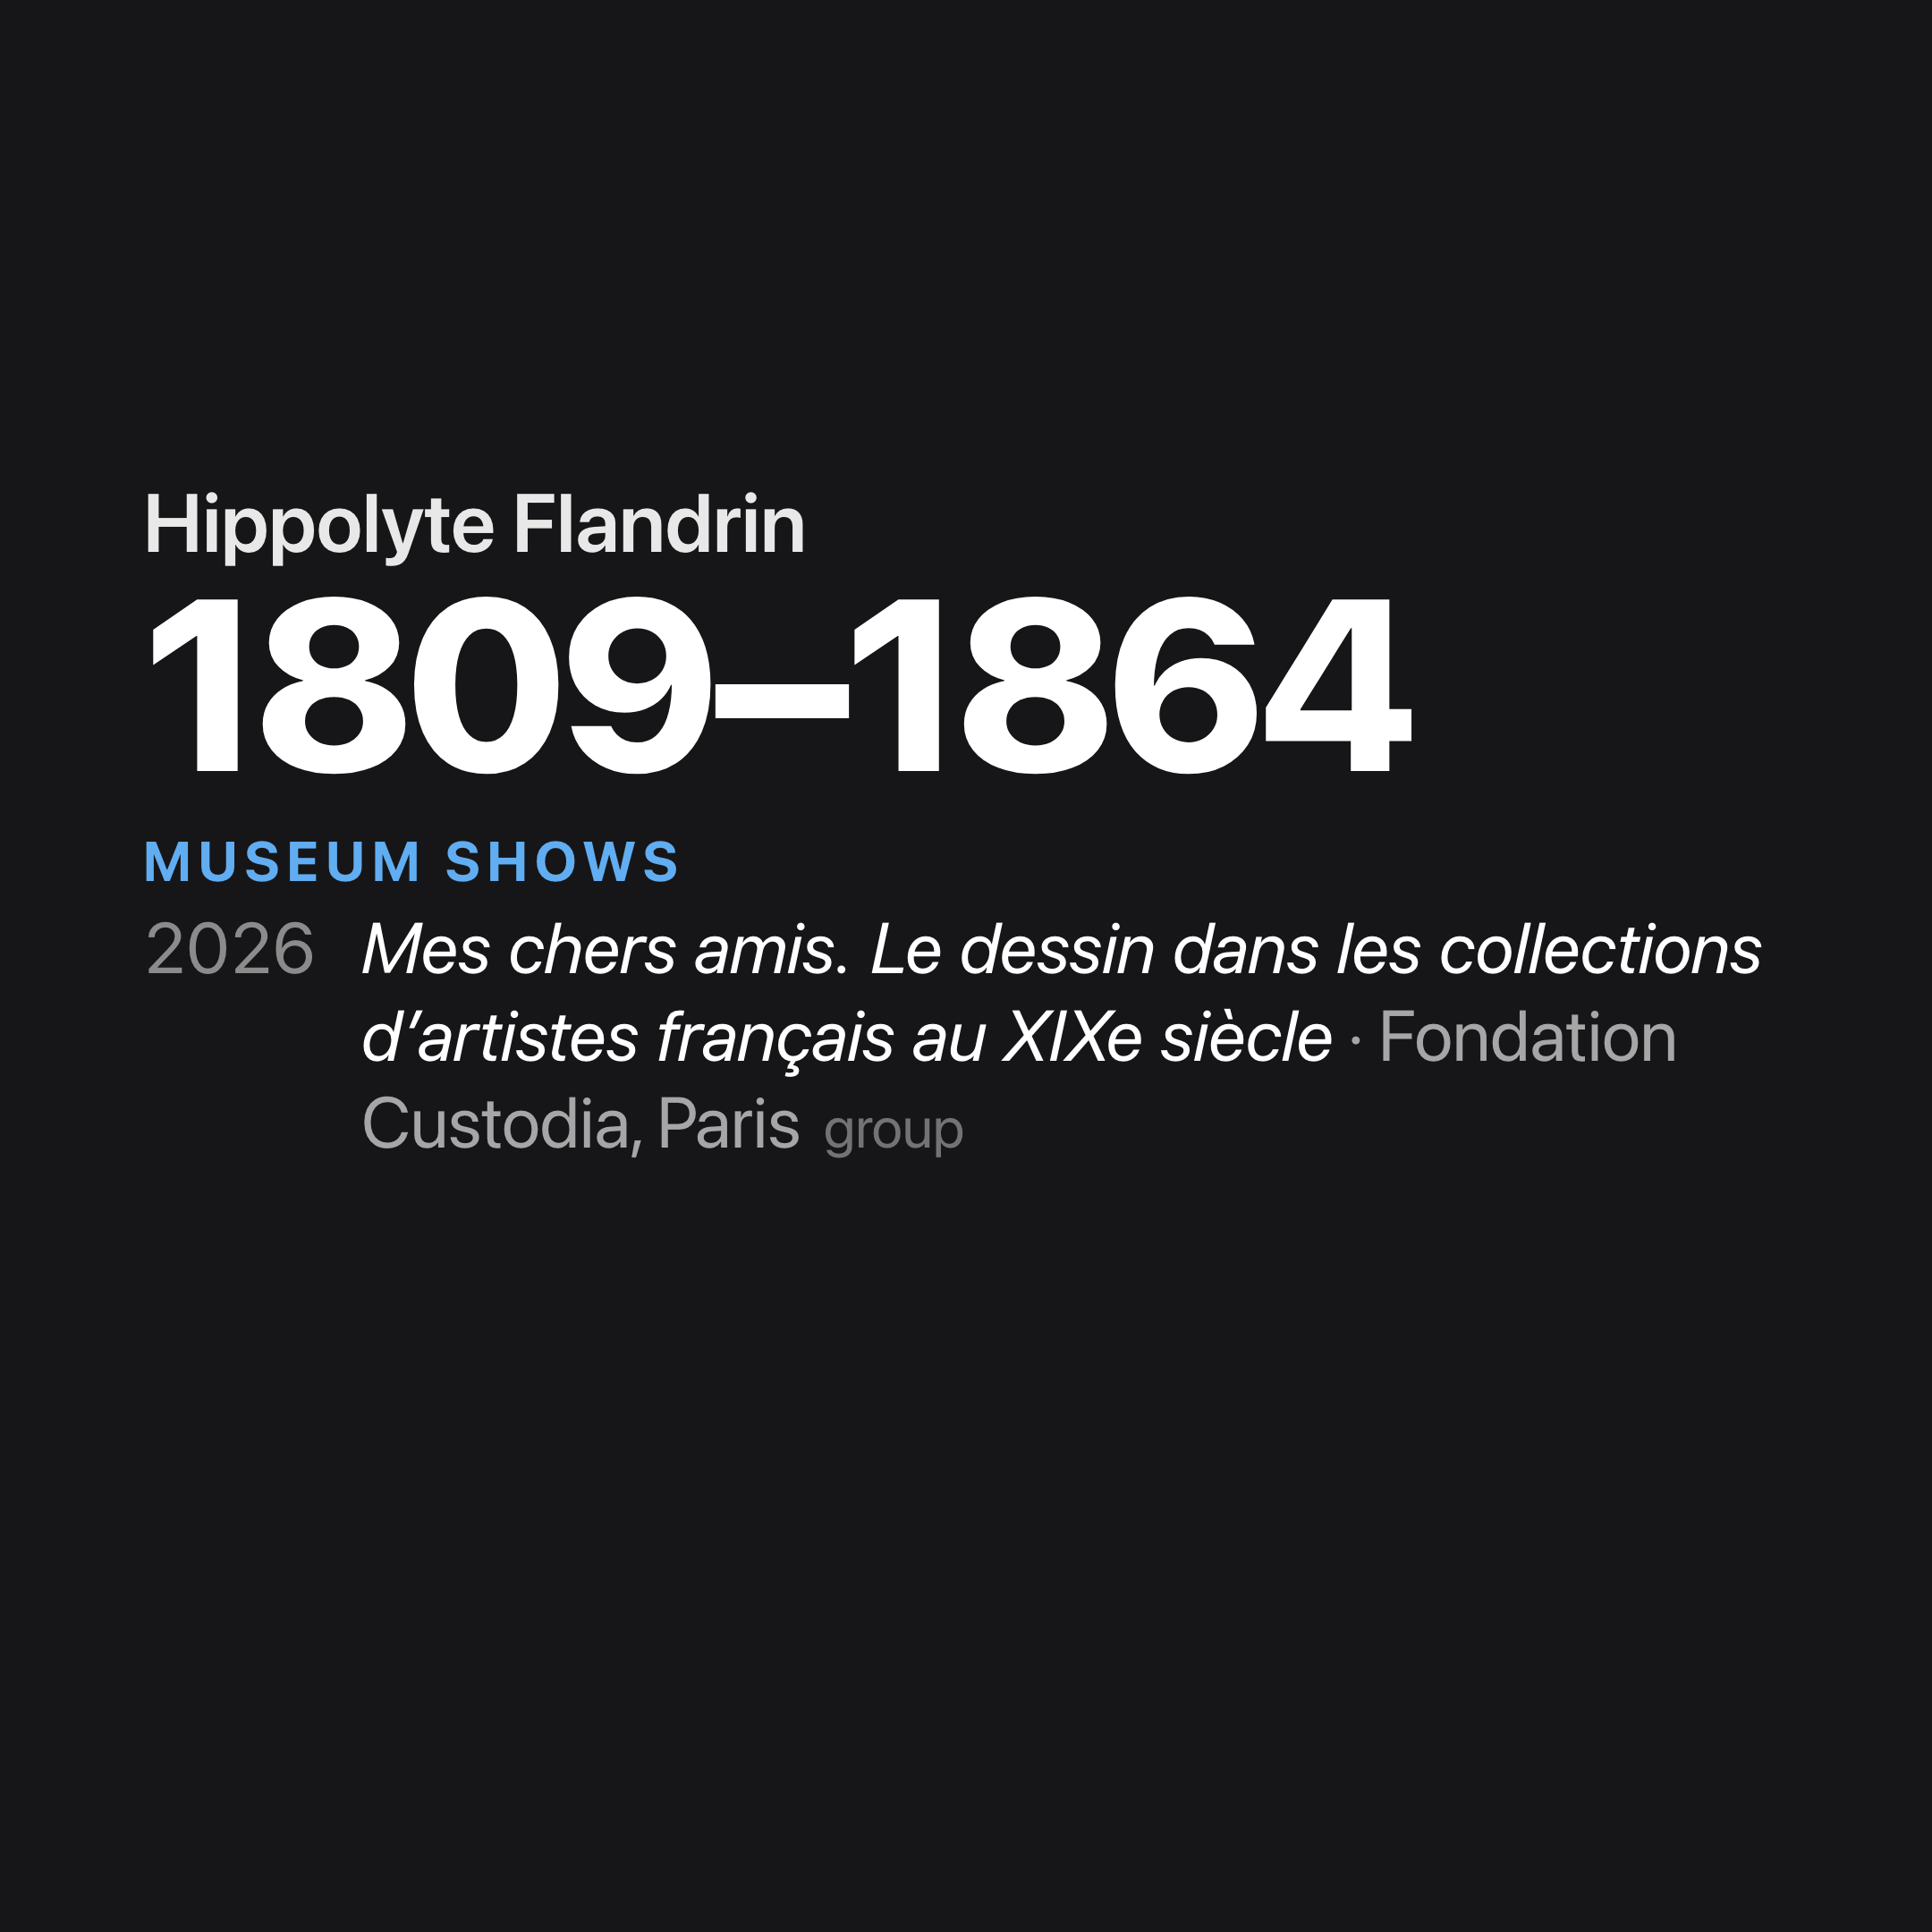 Hippolyte Flandrin
1809–1864
MUSEUM SHOWS
2026 Mes chers amis. Le dessin dans les collections
d’artistes français au XIXe siècle · Fondation
Custodia, Paris group